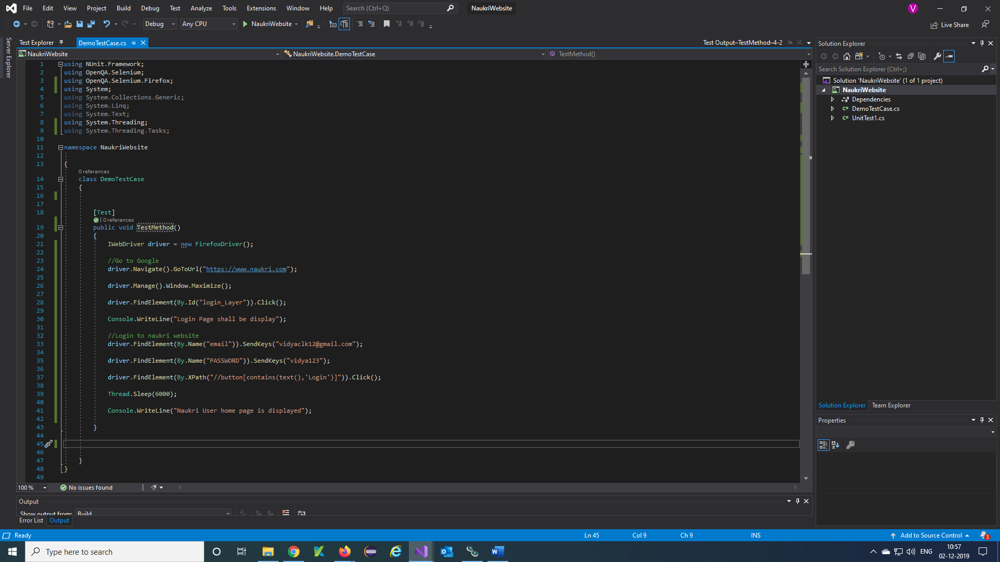 File Edit View Project Build Debug Test Analyze Tools Extensions Window Help Search (Ctrl+Q) NaukriWebsite V
Debug Any CPU NaukriWebsite Live Share
Server Explorer
Test Explorer DemoTestCase.cs Test Output–TestMethod–4-2
NaukriWebsite NaukriWebsite.DemoTestCase TestMethod()
1 using NUnit.Framework;
2 using OpenQA.Selenium;
3 using OpenQA.Selenium.Firefox;
4 using System;
5 using System.Collections.Generic;
6 using System.Linq;
7 using System.Text;
8 using System.Threading;
9 using System.Threading.Tasks;
10
11 namespace NaukriWebsite
12
13 {
0 references
14 class DemoTestCase
15 {
16
17
18 [Test]
| 0 references
19 public void TestMethod()
20 {
21 IWebDriver driver = new FirefoxDriver();
22
23 //Go to Google
24 driver.Navigate().GoToUrl("https://www.naukri.com");
25
26 driver.Manage().Window.Maximize();
27
28 driver.FindElement(By.Id("login_Layer")).Click();
29
30 Console.WriteLine("Login Page shall be display");
31
32 //Login to naukri website
33 driver.FindElement(By.Name("email")).SendKeys("vidyaclk12@gmail.com");
34
35 driver.FindElement(By.Name("PASSWORD")).SendKeys("vidya123");
36
37 driver.FindElement(By.XPath("//button[contains(text(),'Login')]")).Click();
38
39 Thread.Sleep(6000);
40
41 Console.WriteLine("Naukri User home page is displayed");
42
43 }
44
45
46
47 }
48 }
49
100 % No issues found
Output
Show output from: Build
Error List Output
Solution Explorer
Search Solution Explorer (Ctrl+;)
Solution 'NaukriWebsite' (1 of 1 project)
NaukriWebsite
Dependencies
C# DemoTestCase.cs
C# UnitTest1.cs
Solution Explorer Team Explorer
Properties
Ready Ln 45 Col 9 Ch 9 INS Add to Source Control 3
Type here to search ENG 10:57
02-12-2019